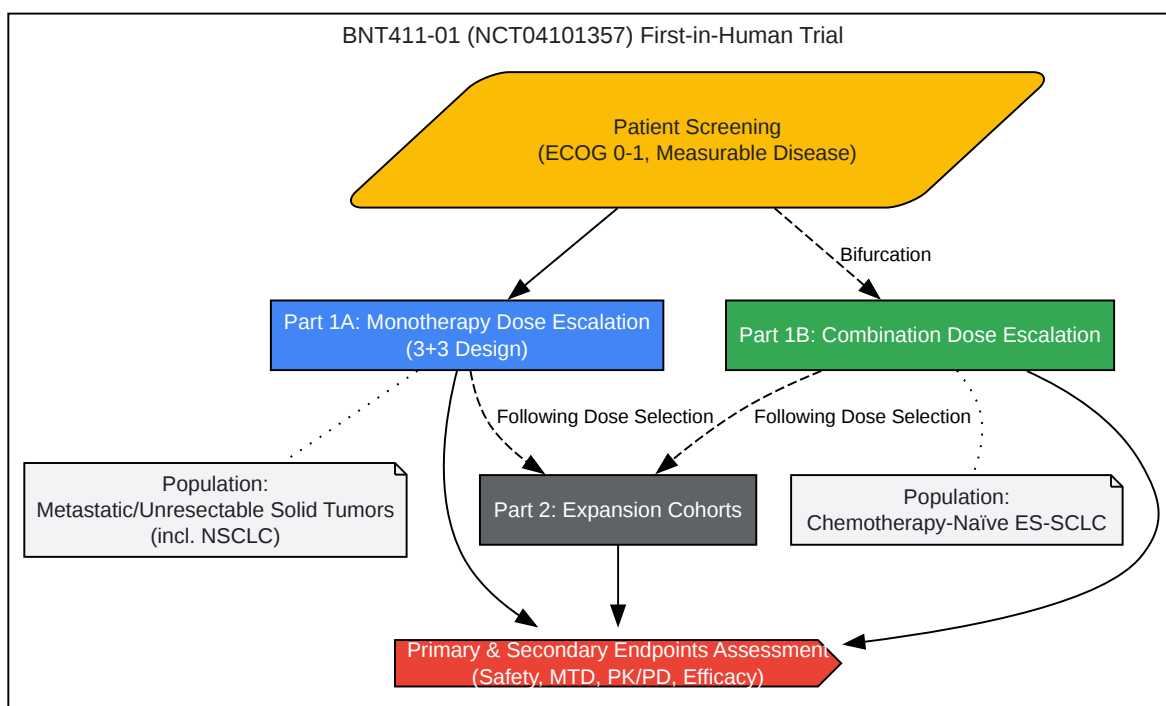 BNT411-01 (NCT04101357) First-in-Human Trial
Patient Screening
(ECOG 0-1, Measurable Disease)
Bifurcation
Part 1A: Monotherapy Dose Escalation
(3+3 Design)
Part 1B: Combination Dose Escalation
Following Dose Selection
Following Dose Selection
Population:
Metastatic/Unresectable Solid Tumors
(incl. NSCLC)
Part 2: Expansion Cohorts
Population:
Chemotherapy-Naïve ES-SCLC
Primary & Secondary Endpoints Assessment
(Safety, MTD, PK/PD, Efficacy)